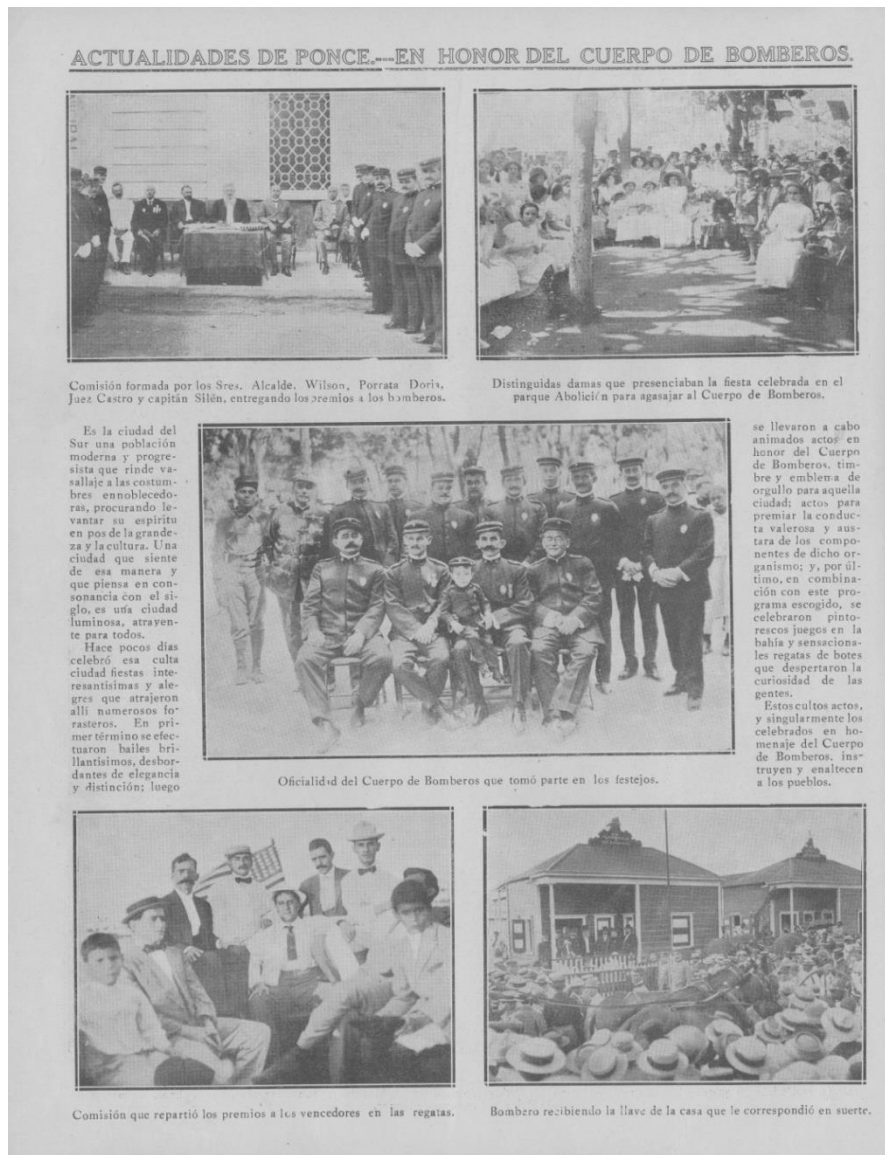 ACTUALIDADES DE PONCE.---EN HONOR DEL CUERPO DE BOMBEROS.
Comisión formada por los Sres. Alcalde, Wilson, Porrata Doria,
Juez Castro y capitán Silén, entregando los premios a los bomberos.
Distinguidas damas que presenciaban la fiesta celebrada en el
parque Abolición para agasajar al Cuerpo de Bomberos.
Es la ciudad del
Sur una población
moderna y progre-
sista que rinde va-
sallaje a las costum-
bres ennoblecedo-
ras, procurando le-
vantar su espiritu
en pos de la grande-
za y la cultura. Una
ciudad que siente
de esa manera y
que piensa en con-
sonancia con el si-
glo, es una ciudad
luminosa, atrayen-
te para todos.
Hace pocos días
celebró esa culta
ciudad fiestas inte-
resantísimas y ale-
gres que atrajeron
allí numerosos fo-
rasteros. En pri-
mer término se efec-
tuaron bailes bri-
llantísimos, desbor-
dantes de elegancia
y distinción; luego
se llevaron a cabo
animados actos en
honor del Cuerpo
de Bomberos, tim-
bre y emblema de
orgullo para aquella
ciudad; actos para
premiar la conduc-
ta valerosa y aus-
tara de los compo-
nentes de dicho or-
ganismo; y, por úl-
timo, en combina-
ción con este pro-
grama escogido, se
celebraron pinto-
rescos juegos en la
bahía y sensaciona-
les regatas de botes
que despertaron la
curiosidad de las
gentes.
Estos cultos actos,
y singularmente los
celebrados en ho-
menaje del Cuerpo
de Bomberos, ins-
truyen y enaltecen
a los pueblos.
Oficialidad del Cuerpo de Bomberos que tomó parte en los festejos.
Comisión que repartió los premios a los vencedores en las regatas.
Bombero recibiendo la llave de la casa que le correspondió en suerte.